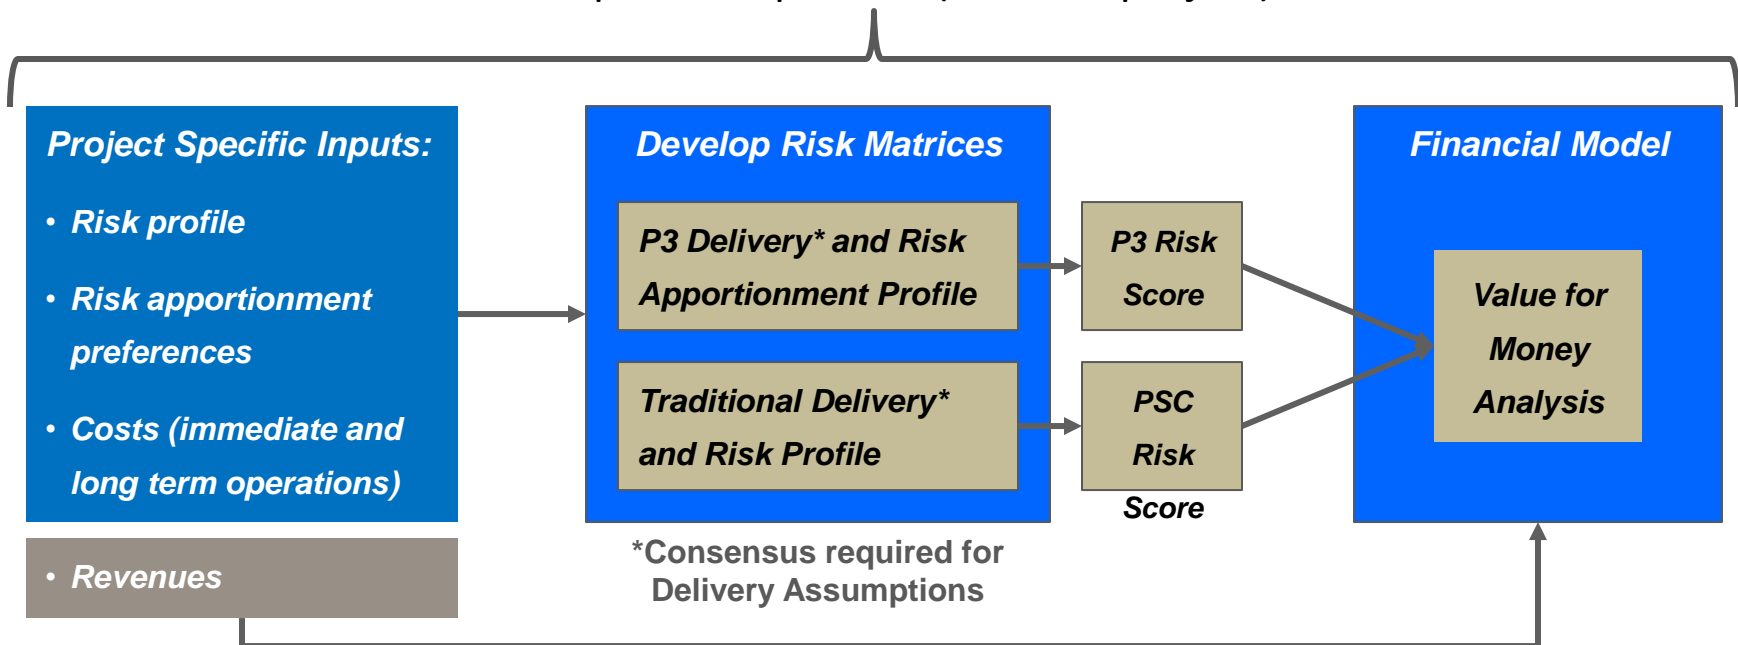 Project Specific Inputs:
• Risk profile
• Risk apportionment
preferences
• Costs (immediate and
long term operations)
• Revenues
Develop Risk Matrices
P3 Delivery* and Risk
Apportionment Profile
Traditional Delivery*
and Risk Profile
*Consensus required for
Delivery Assumptions
P3 Risk
Score
PSC
Risk
Score
Financial Model
Value for
Money
Analysis